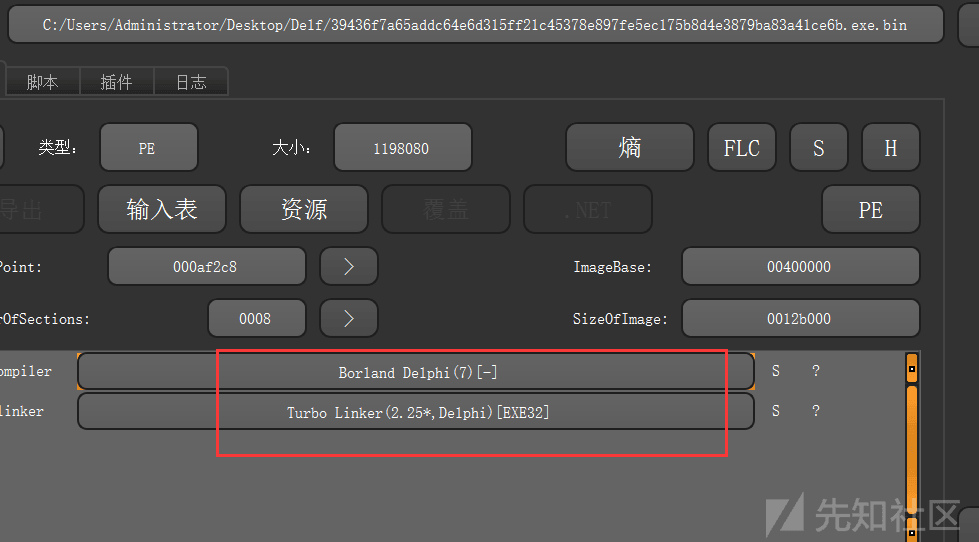 C:/Users/Administrator/Desktop/Delf/39436f7a65addc64e6d315ff21c45378e897fe5ec175b8d4e3879ba83a41ce6b.exe.bin
脚本 插件 日志
类型: PE 大小: 1198080 熵 FLC S H
导出 输入表 资源 覆盖 .NET PE
Point: 000af2c8 > ImageBase: 00400000
rOfSections: 0008 > SizeOfImage: 0012b000
ompiler Borland Delphi(7)[-] S ?
linker Turbo Linker(2.25*,Delphi)[EXE32] S ?
先知社区